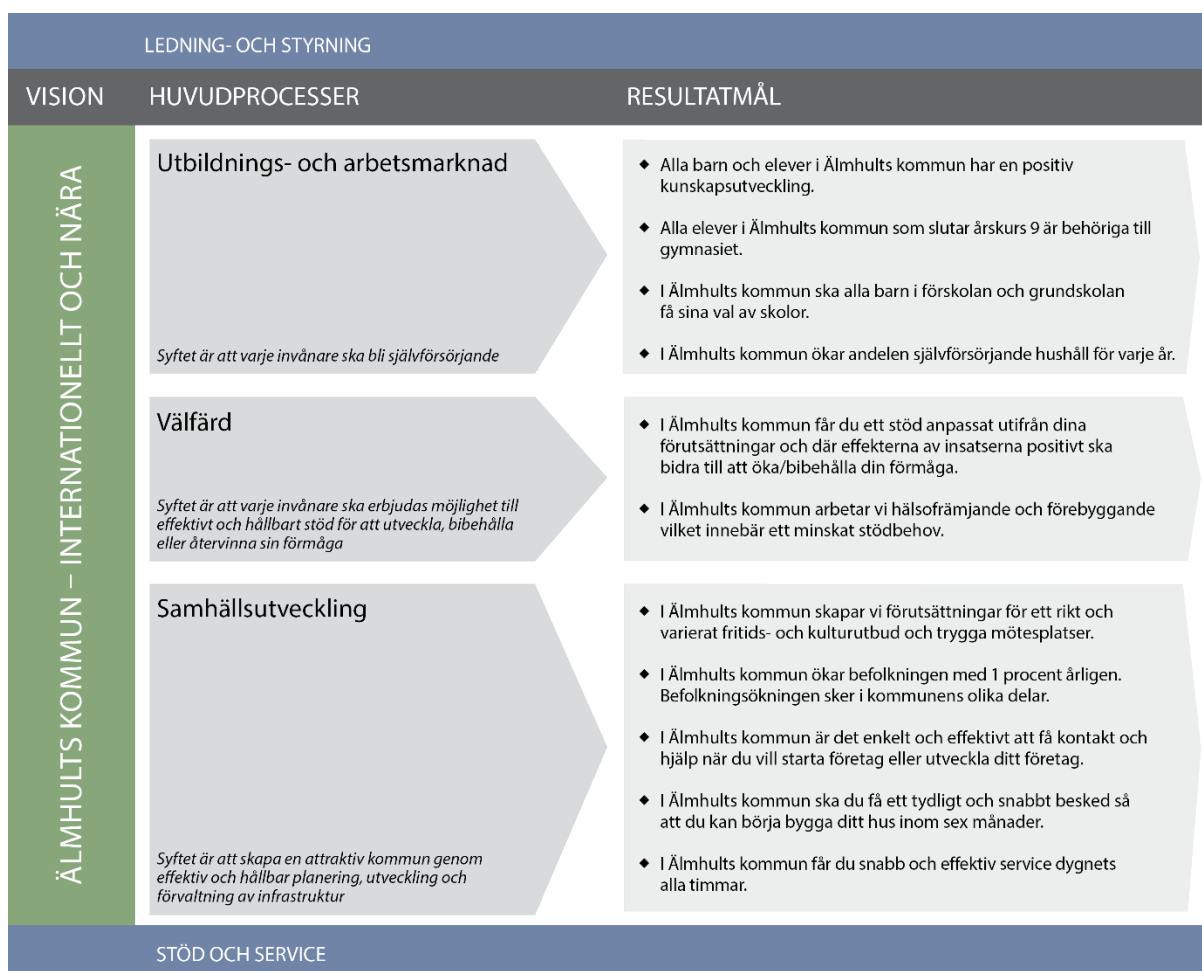 LEDNING- OCH STYRNING
VISION
HUVUDPROCESSER
RESULTATMÅL
ÄLMHULTS KOMMUN – INTERNATIONELLT OCH NÄRA
Utbildnings- och arbetsmarknad
Syftet är att varje invånare ska bli självförsörjande
◆ Alla barn och elever i Älmhults kommun har en positiv
kunskapsutveckling.
◆ Alla elever i Älmhults kommun som slutar årskurs 9 är behöriga till
gymnasiet.
◆ I Älmhults kommun ska alla barn i förskolan och grundskolan
få sina val av skolor.
◆ I Älmhults kommun ökar andelen självförsörjande hushåll för varje år.
Välfärd
Syftet är att varje invånare ska erbjudas möjlighet till
effektivt och hållbart stöd för att utveckla, bibehålla
eller återvinna sin förmåga
◆ I Älmhults kommun får du ett stöd anpassat utifrån dina
förutsättningar och där effekterna av insatserna positivt ska
bidra till att öka/bibehålla din förmåga.
◆ I Älmhults kommun arbetar vi hälsofrämjande och förebyggande
vilket innebär ett minskat stödbehov.
Samhällsutveckling
Syftet är att skapa en attraktiv kommun genom
effektiv och hållbar planering, utveckling och
förvaltning av infrastruktur
◆ I Älmhults kommun skapar vi förutsättningar för ett rikt och
varierat fritids- och kulturutbud och trygga mötesplatser.
◆ I Älmhults kommun ökar befolkningen med 1 procent årligen.
Befolkningsökningen sker i kommunens olika delar.
◆ I Älmhults kommun är det enkelt och effektivt att få kontakt och
hjälp när du vill starta företag eller utveckla ditt företag.
◆ I Älmhults kommun ska du få ett tydligt och snabbt besked så
att du kan börja bygga ditt hus inom sex månader.
◆ I Älmhults kommun får du snabb och effektiv service dygnets
alla timmar.
STÖD OCH SERVICE